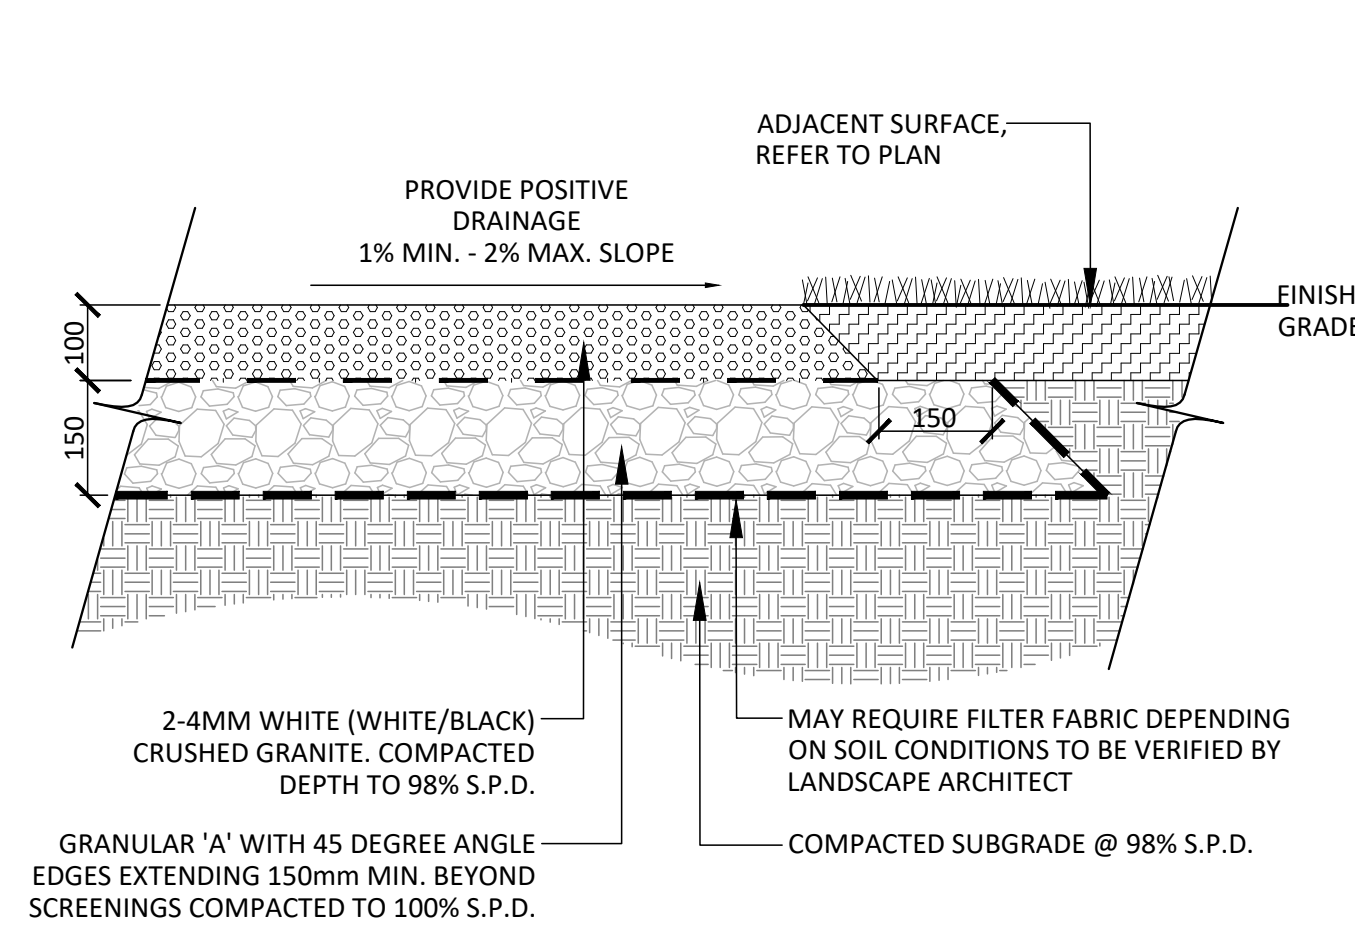 ADJACENT SURFACE,
REFER TO PLAN
PROVIDE POSITIVE
DRAINAGE
1% MIN. - 2% MAX. SLOPE
FINISH
GRADE
100
150
150
2-4MM WHITE (WHITE/BLACK)
CRUSHED GRANITE. COMPACTED
DEPTH TO 98% S.P.D.
GRANULAR 'A' WITH 45 DEGREE ANGLE
EDGES EXTENDING 150mm MIN. BEYOND
SCREENINGS COMPACTED TO 100% S.P.D.
MAY REQUIRE FILTER FABRIC DEPENDING
ON SOIL CONDITIONS TO BE VERIFIED BY
LANDSCAPE ARCHITECT
COMPACTED SUBGRADE @ 98% S.P.D.